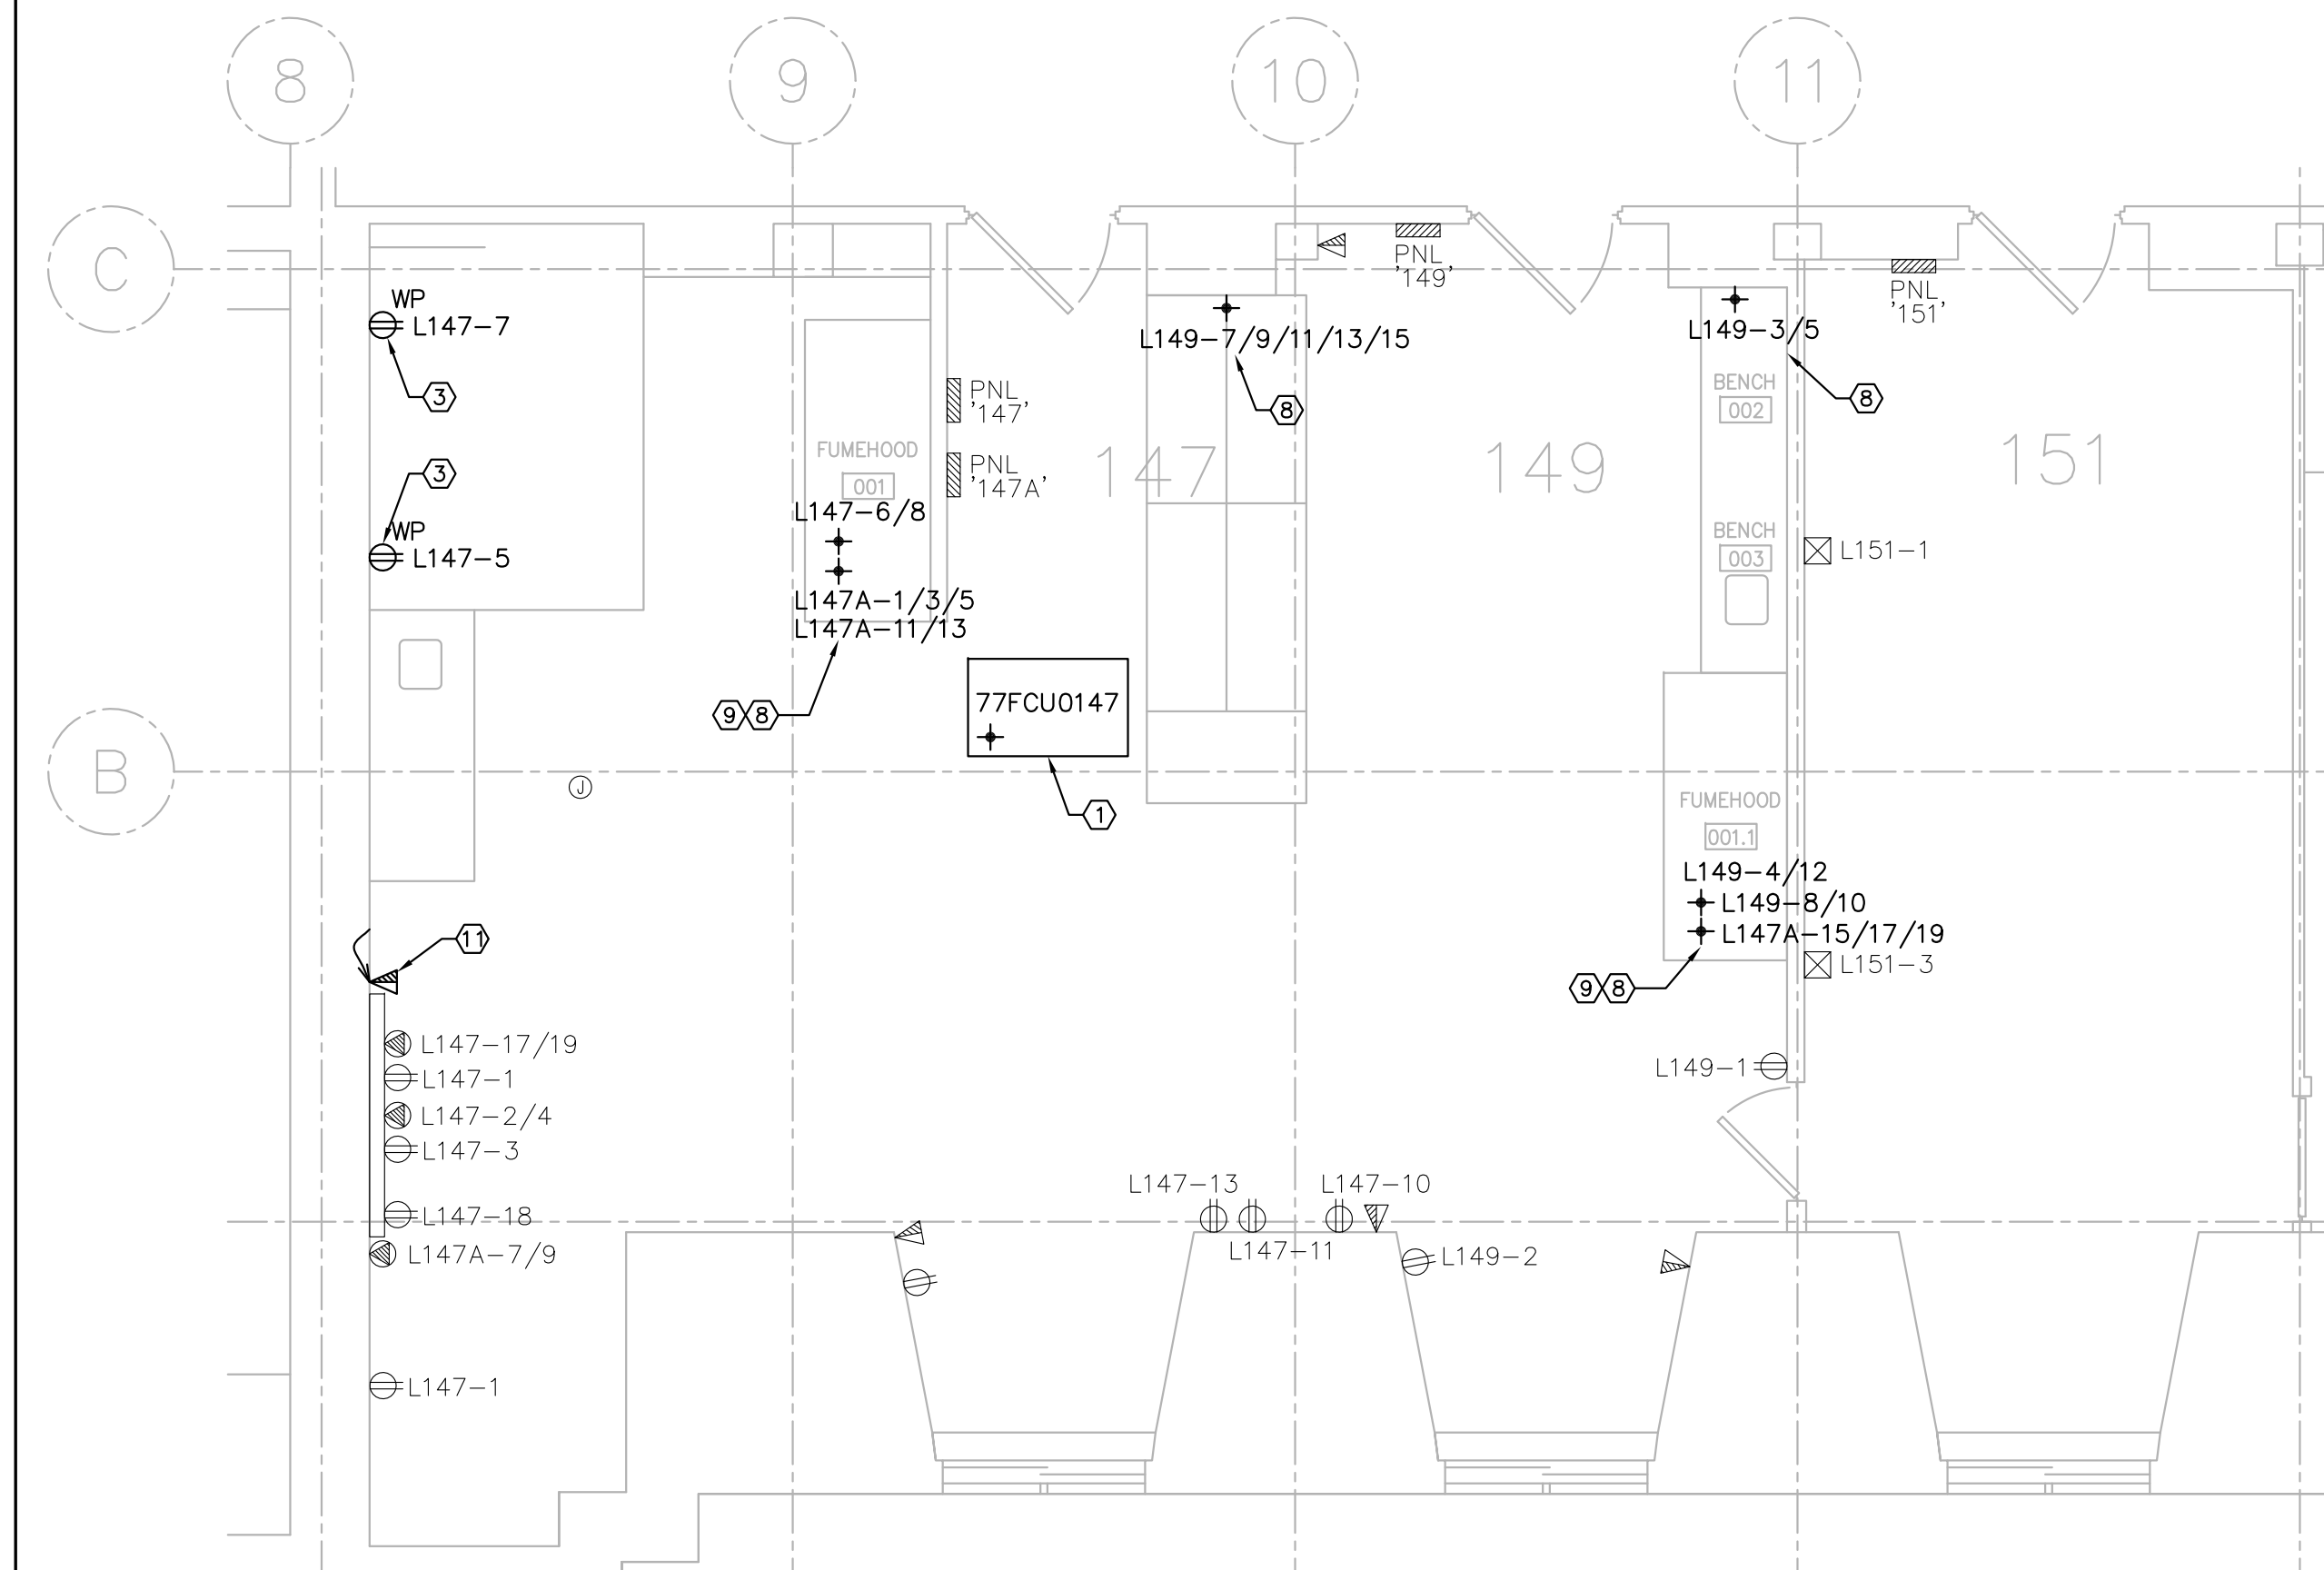 8
9
10
11
C
B
WP
L147-7
3
3
WP
L147-5
FUMEHOOD
001
L147-6/8
L147A-1/3/5
L147A-11/13
9
8
PNL
'147'
PNL
'147A'
147
77FCU0147
1
J
11
L147-17/19
L147-1
L147-2/4
L147-3
L147-18
L147A-7/9
L147-1
L149-7/9/11/13/15
8
PNL
'149'
149
L149-3/5
8
BENCH
002
BENCH
003
PNL
'151'
151
L151-1
FUMEHOOD
001.1
L149-4/12
L149-8/10
L147A-15/17/19
9
8
L151-3
L149-1
L147-13
L147-10
L147-11
L149-2